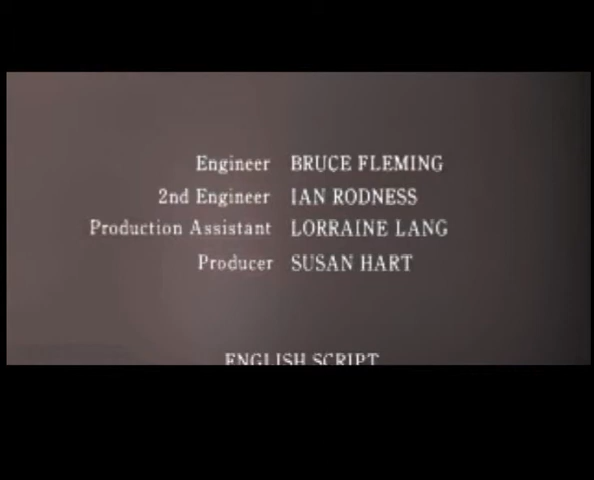 Engineer BRUCE FLEMING
2nd Engineer IAN RODNESS
Production Assistant LORRAINE LANG
Producer SUSAN HART
ENGLISH SCRIPT